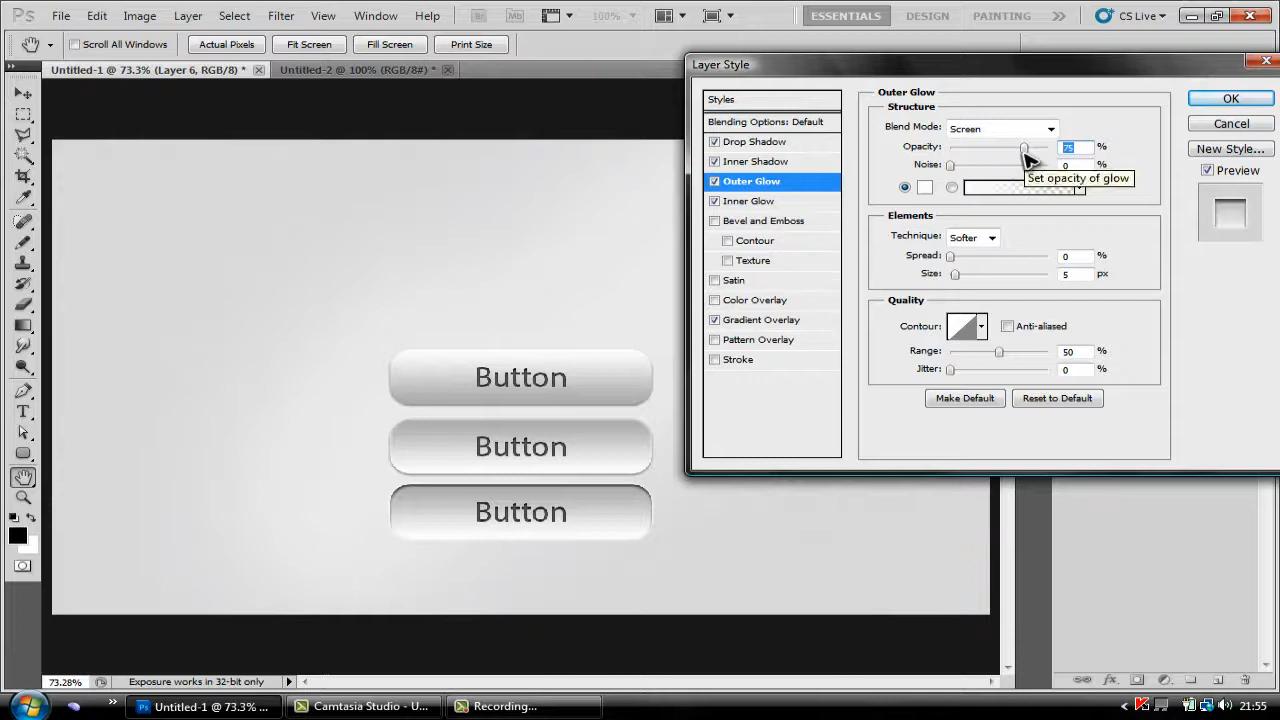 Ps File Edit Image Layer Select Filter View Window Help Br Mb 100% ESSENTIALS DESIGN PAINTING CS Live
Scroll All Windows Actual Pixels Fit Screen Fill Screen Print Size
Untitled-1 @ 73.3% (Layer 6, RGB/8) * Untitled-2 @ 100% (RGB/8#) *
Layer Style
Styles
Blending Options: Default
Drop Shadow
Inner Shadow
Outer Glow
Inner Glow
Bevel and Emboss
Contour
Texture
Satin
Color Overlay
Gradient Overlay
Pattern Overlay
Stroke
Outer Glow
Structure
Blend Mode: Screen
Opacity: 75 %
Noise: 0 %
Set opacity of glow
Elements
Technique: Softer
Spread: 0 %
Size: 5 px
Quality
Contour: Anti-aliased
Range: 50 %
Jitter: 0 %
Make Default Reset to Default
OK
Cancel
New Style...
Preview
Button
Button
Button
T
73.28% Exposure works in 32-bit only
fx
Untitled-1 @ 73.3% ... Camtasia Studio - U... Recording... 21:55